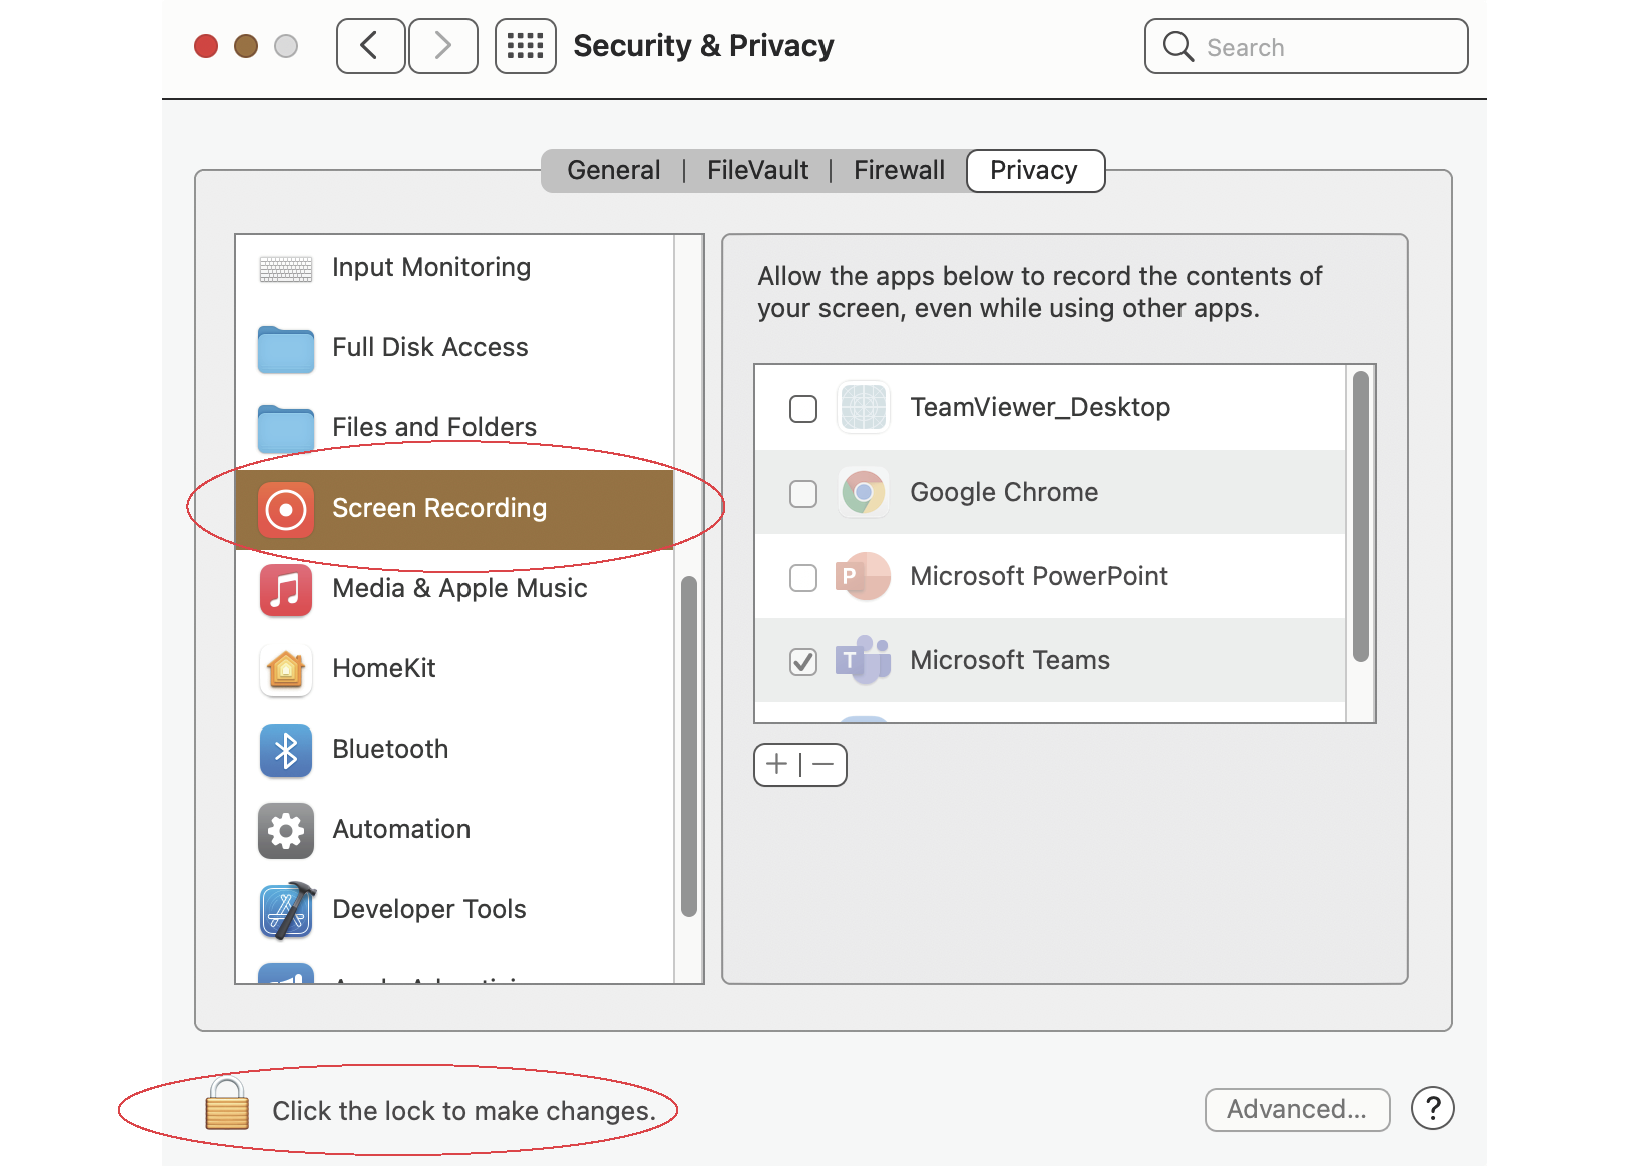 Security & Privacy
Search
General
FileVault
Firewall
Privacy
Input Monitoring
Full Disk Access
Files and Folders
Screen Recording
Media & Apple Music
HomeKit
Bluetooth
Automation
Developer Tools
Allow the apps below to record the contents of
your screen, even while using other apps.
TeamViewer_Desktop
Google Chrome
P
Microsoft PowerPoint
T
Microsoft Teams
+ | −
Click the lock to make changes.
Advanced...
?